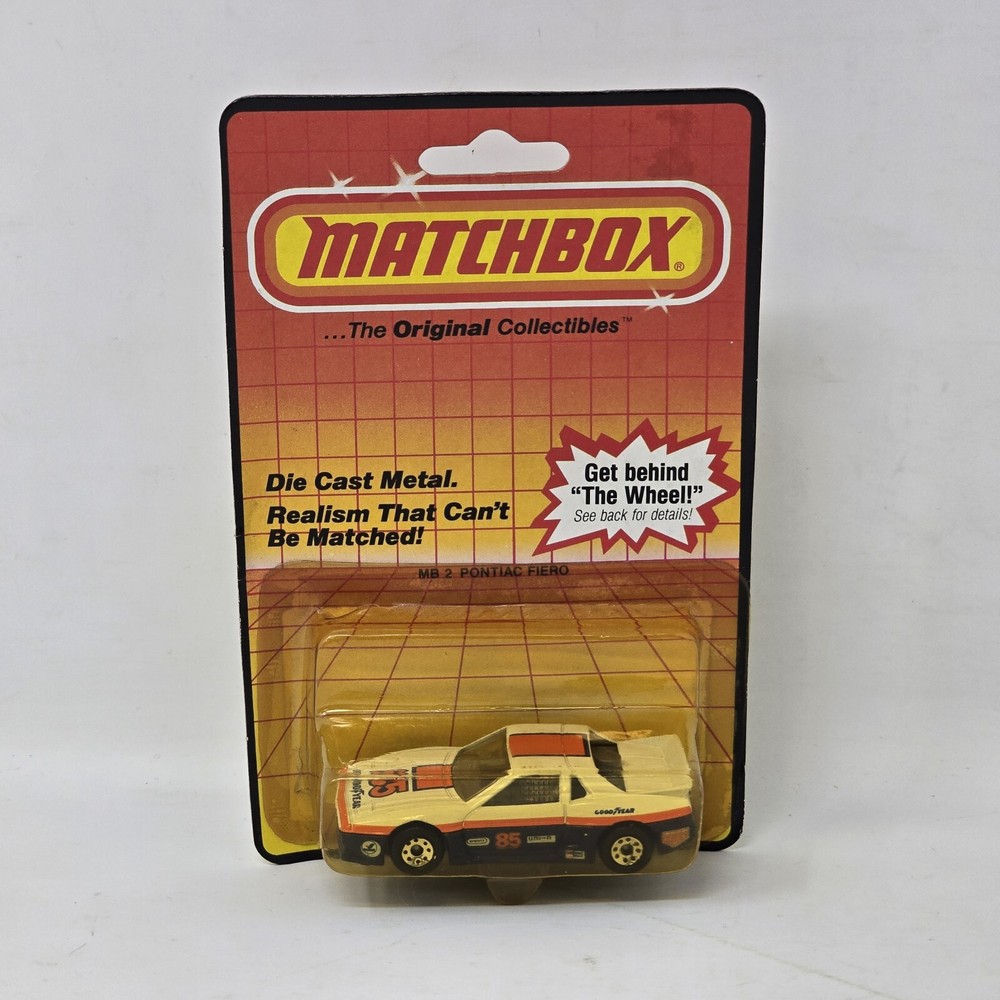 MATCHBOX®
...The Original Collectibles™
Die Cast Metal.
Realism That Can't
Be Matched!
Get behind
"The Wheel!"
See back for details!
MB 2 PONTIAC FIERO
85
GOODYEAR
GOODYEAR
85